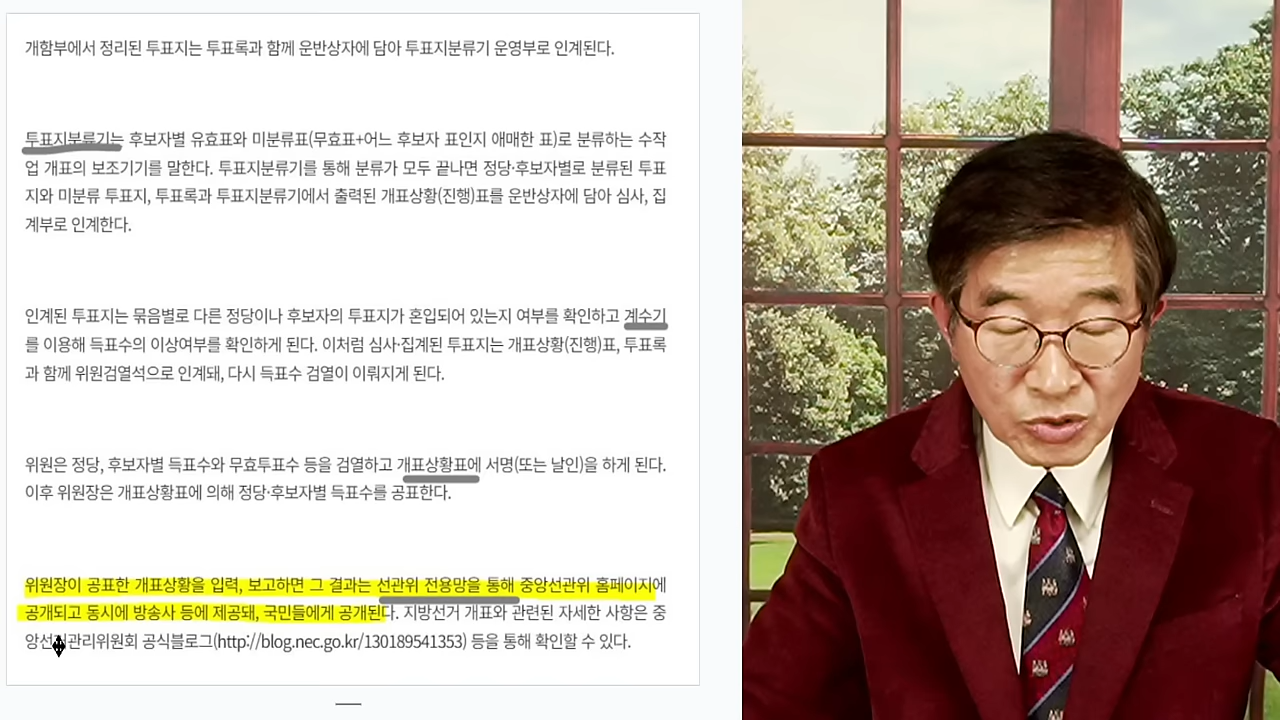 개함부에서 정리된 투표지는 투표록과 함께 운반상자에 담아 투표지분류기 운영부로 인계된다.
투표지분류기는 후보자별 유효표와 미분류표(무효표+어느 후보자 표인지 애매한 표)로 분류하는 수작
업 개표의 보조기기를 말한다. 투표지분류기를 통해 분류가 모두 끝나면 정당·후보자별로 분류된 투표
지와 미분류 투표지, 투표록과 투표지분류기에서 출력된 개표상황(진행)표를 운반상자에 담아 심사, 집
계부로 인계한다.
인계된 투표지는 묶음별로 다른 정당이나 후보자의 투표지가 혼입되어 있는지 여부를 확인하고 계수기
를 이용해 득표수의 이상여부를 확인하게 된다. 이처럼 심사·집계된 투표지는 개표상황(진행)표, 투표록
과 함께 위원검열석으로 인계돼, 다시 득표수 검열이 이뤄지게 된다.
위원은 정당, 후보자별 득표수와 무효투표수 등을 검열하고 개표상황표에 서명(또는 날인)을 하게 된다.
이후 위원장은 개표상황표에 의해 정당·후보자별 득표수를 공표한다.
위원장이 공표한 개표상황을 입력, 보고하면 그 결과는 선관위 전용망을 통해 중앙선관위 홈페이지에
공개되고 동시에 방송사 등에 제공돼, 국민들에게 공개된다. 지방선거 개표와 관련된 자세한 사항은 중
앙선거관리위원회 공식블로그(http://blog.nec.go.kr/130189541353) 등을 통해 확인할 수 있다.